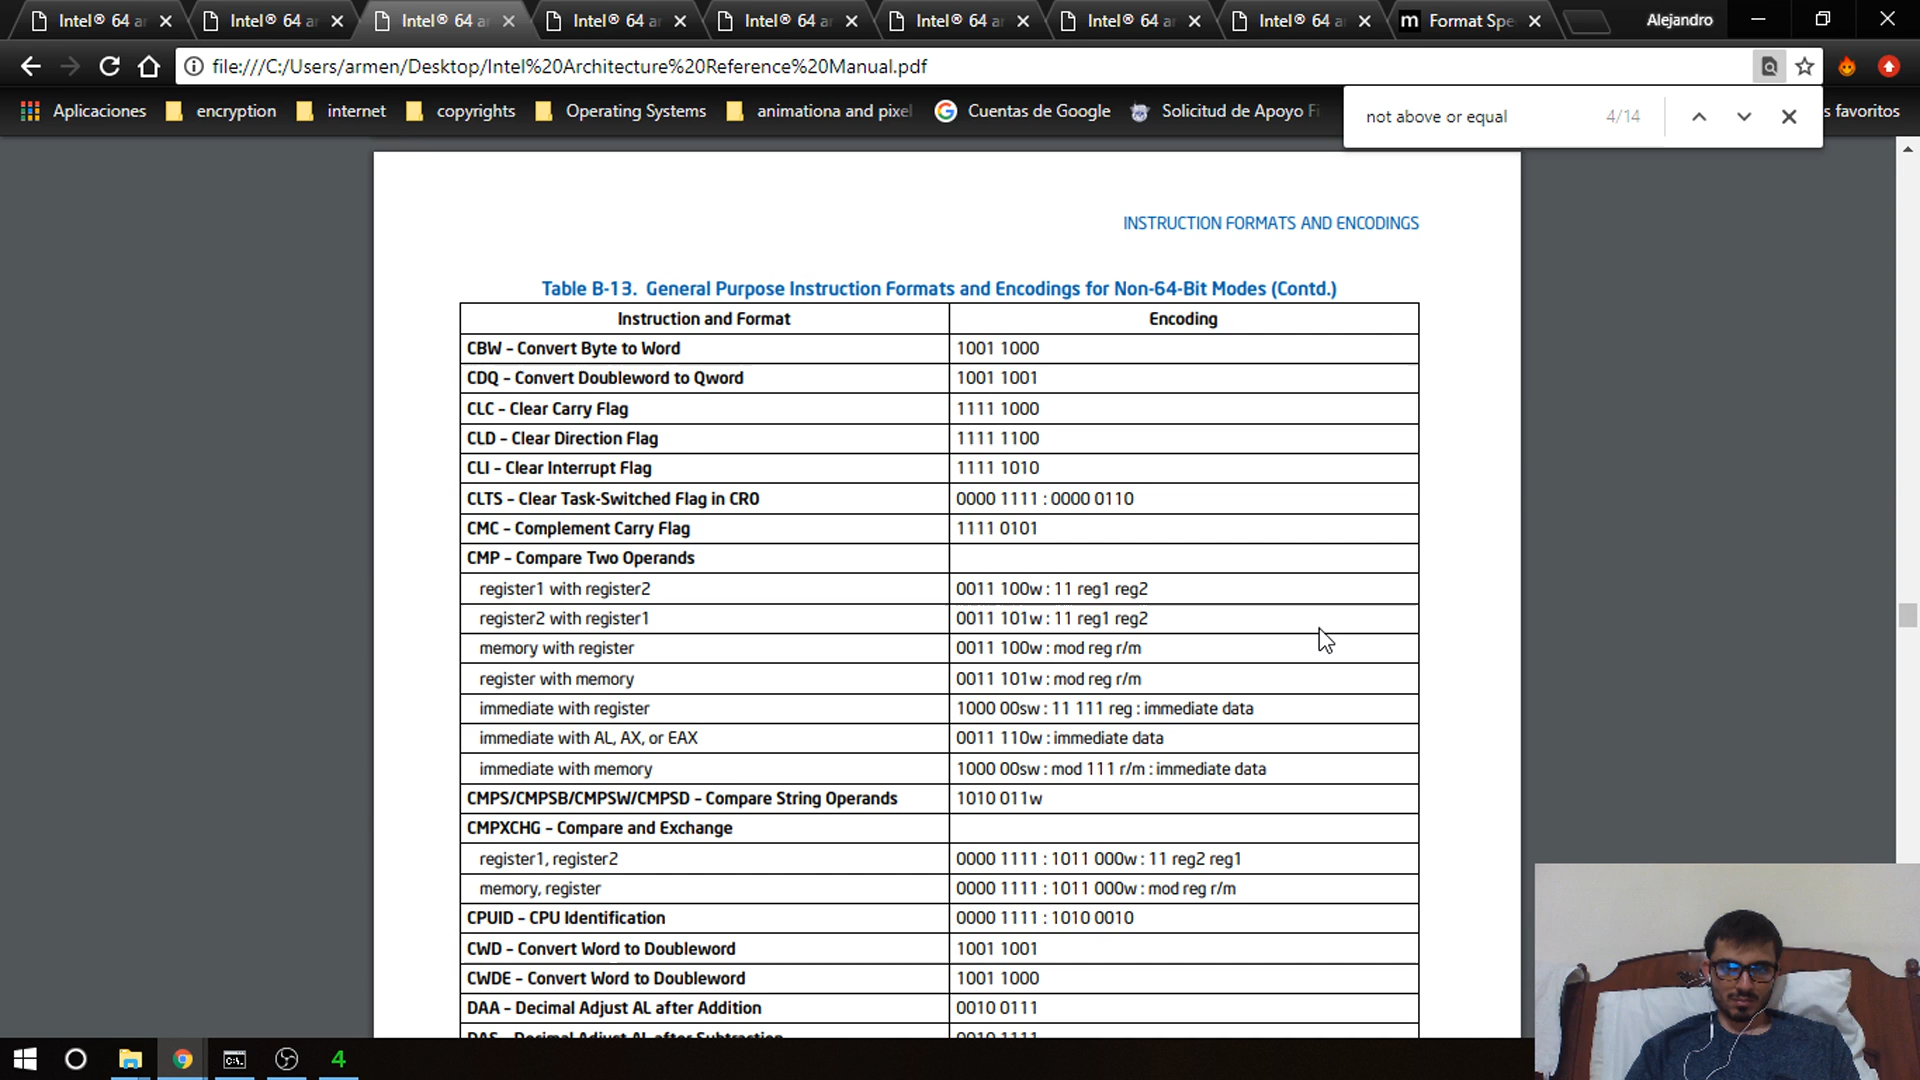 Intel® 64 a
Intel® 64 a
Intel® 64 a
Intel® 64 ar
Intel® 64 a
Intel® 64 a
Intel® 64 a
Intel® 64 a
Format Spe
Alejandro
file:///C:/Users/armen/Desktop/Intel%20Architecture%20Reference%20Manual.pdf
Aplicaciones
encryption
internet
copyrights
Operating Systems
animationa and pixel
Cuentas de Google
Solicitud de Apoyo Fi
s favoritos
not above or equal 4/14
INSTRUCTION FORMATS AND ENCODINGS
Table B-13. General Purpose Instruction Formats and Encodings for Non-64-Bit Modes (Contd.)
Instruction and Format Encoding
CBW – Convert Byte to Word 1001 1000
CDQ – Convert Doubleword to Qword 1001 1001
CLC – Clear Carry Flag 1111 1000
CLD – Clear Direction Flag 1111 1100
CLI – Clear Interrupt Flag 1111 1010
CLTS – Clear Task-Switched Flag in CR0 0000 1111 : 0000 0110
CMC – Complement Carry Flag 1111 0101
CMP – Compare Two Operands
register1 with register2 0011 100w : 11 reg1 reg2
register2 with register1 0011 101w : 11 reg1 reg2
memory with register 0011 100w : mod reg r/m
register with memory 0011 101w : mod reg r/m
immediate with register 1000 00sw : 11 111 reg : immediate data
immediate with AL, AX, or EAX 0011 110w : immediate data
immediate with memory 1000 00sw : mod 111 r/m : immediate data
CMPS/CMPSB/CMPSW/CMPSD – Compare String Operands 1010 011w
CMPXCHG – Compare and Exchange
register1, register2 0000 1111 : 1011 000w : 11 reg2 reg1
memory, register 0000 1111 : 1011 000w : mod reg r/m
CPUID – CPU Identification 0000 1111 : 1010 0010
CWD – Convert Word to Doubleword 1001 1001
CWDE – Convert Word to Doubleword 1001 1000
DAA – Decimal Adjust AL after Addition 0010 0111
DAS – Decimal Adjust AL after Subtraction 0010 1111
C:\.
4